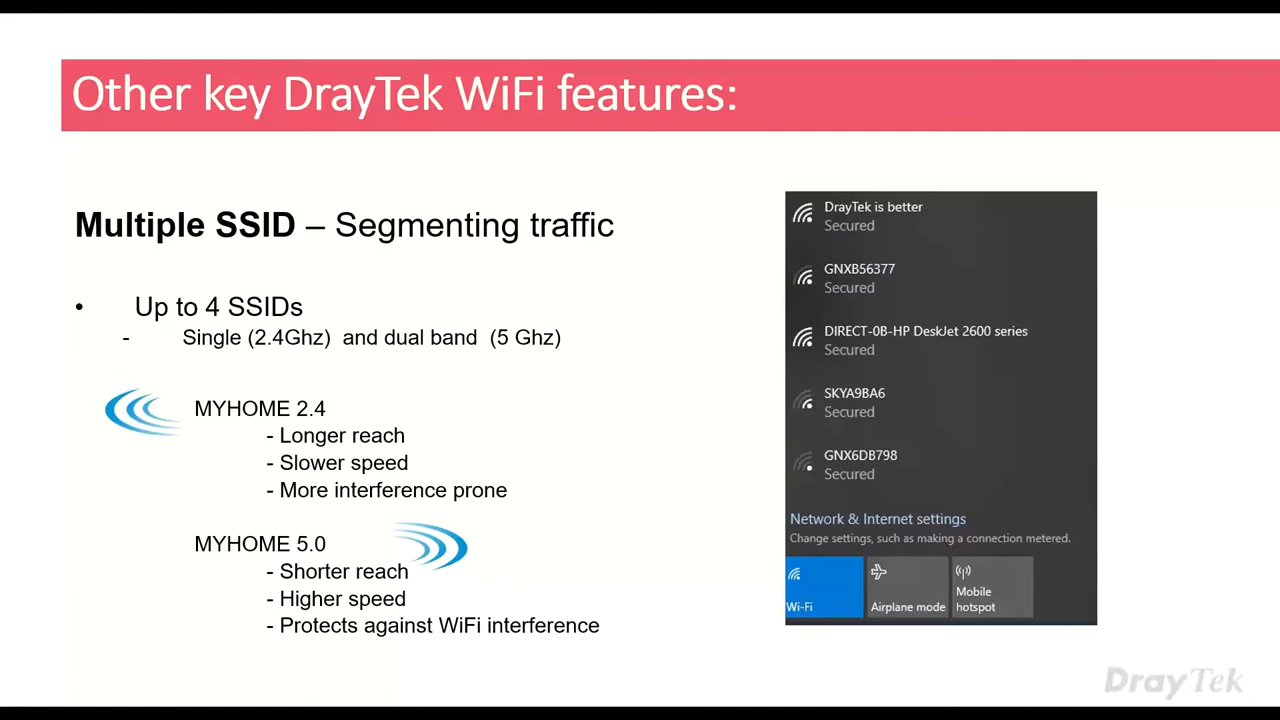 Other key DrayTek WiFi features:
Multiple SSID – Segmenting traffic
• Up to 4 SSIDs
- Single (2.4Ghz) and dual band (5 Ghz)
MYHOME 2.4
- Longer reach
- Slower speed
- More interference prone
MYHOME 5.0
- Shorter reach
- Higher speed
- Protects against WiFi interference
DrayTek is better
Secured
GNXB56377
Secured
DIRECT-0B-HP DeskJet 2600 series
Secured
SKYA9BA6
Secured
GNX6DB798
Secured
Network & Internet settings
Change settings, such as making a connection metered.
Wi-Fi
Airplane mode
Mobile
hotspot
DrayTek